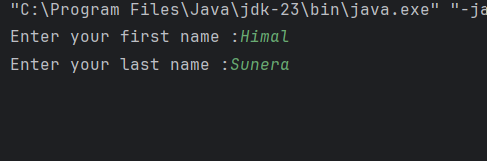 "C:\Program Files\Java\jdk-23\bin\java.exe" "-ja
Enter your first name :Himal
Enter your last name :Sunera